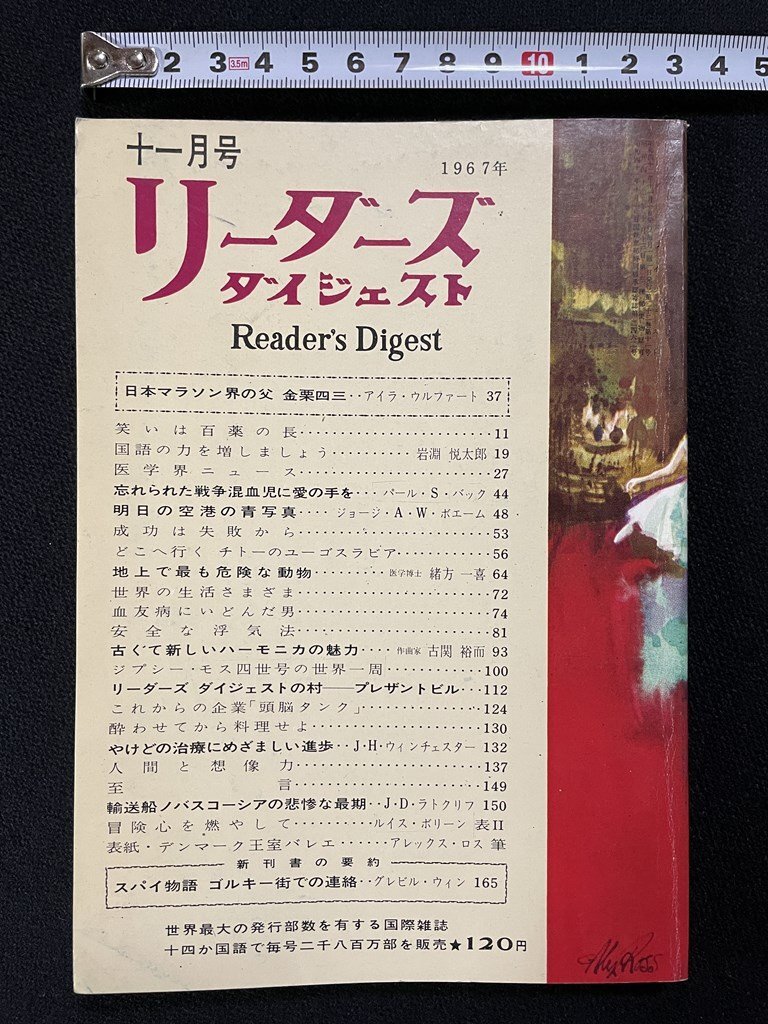 2 3 3.5m 4 5 6 7 8 9 10 1 2 3 4 5
十一月号
1967年
リーダーズ
ダイジェスト
Reader's Digest
日本マラソン界の父 金栗四三‥アイラ・ウルファート 37
笑いは百薬の長‥‥‥‥‥‥‥‥‥‥‥‥11
国語の力を増しましょう‥‥‥‥‥岩淵 悦太郎 19
医学界ニュース‥‥‥‥‥‥‥‥‥‥‥‥27
忘れられた戦争混血児に愛の手を‥‥パール・S・バック 44
明日の空港の青写真‥‥ジョージ・A・W・ボエーム 48
成功は失敗から‥‥‥‥‥‥‥‥‥‥‥‥53
どこへ行く チトーのユーゴスラビア‥‥‥‥‥56
地上で最も危険な動物‥‥‥‥医学博士 緒方 一喜 64
世界の生活さまざま‥‥‥‥‥‥‥‥‥‥72
血友病にいどんだ男‥‥‥‥‥‥‥‥‥‥74
安全な浮気法‥‥‥‥‥‥‥‥‥‥‥‥81
古くて新しいハーモニカの魅力‥‥作曲家 古関 裕而 93
ジプシー・モス四世号の世界一周‥‥‥‥‥‥100
リーダーズ ダイジェストの村──プレザントビル‥‥112
これからの企業「頭脳タンク」‥‥‥‥‥‥‥124
酔わせてから料理せよ‥‥‥‥‥‥‥‥‥130
やけどの治療にめざましい進歩‥‥J・H・ウィンチェスター 132
人間と想像力‥‥‥‥‥‥‥‥‥‥‥‥137
至言‥‥‥‥‥‥‥‥‥‥‥‥149
輸送船ノバスコーシアの悲惨な最期‥‥J・D・ラトクリフ 150
冒険心を燃やして‥‥‥‥‥ルイス・ボリーン 表II
表紙・デンマーク王室バレエ‥‥‥アレックス・ロス 筆
新刊書の要約
スパイ物語 ゴルキー街での連絡‥‥グレビル・ウィン 165
世界最大の発行部数を有する国際雑誌
十四か国語で毎号二千八百万部を販売★120円
Alex Ross